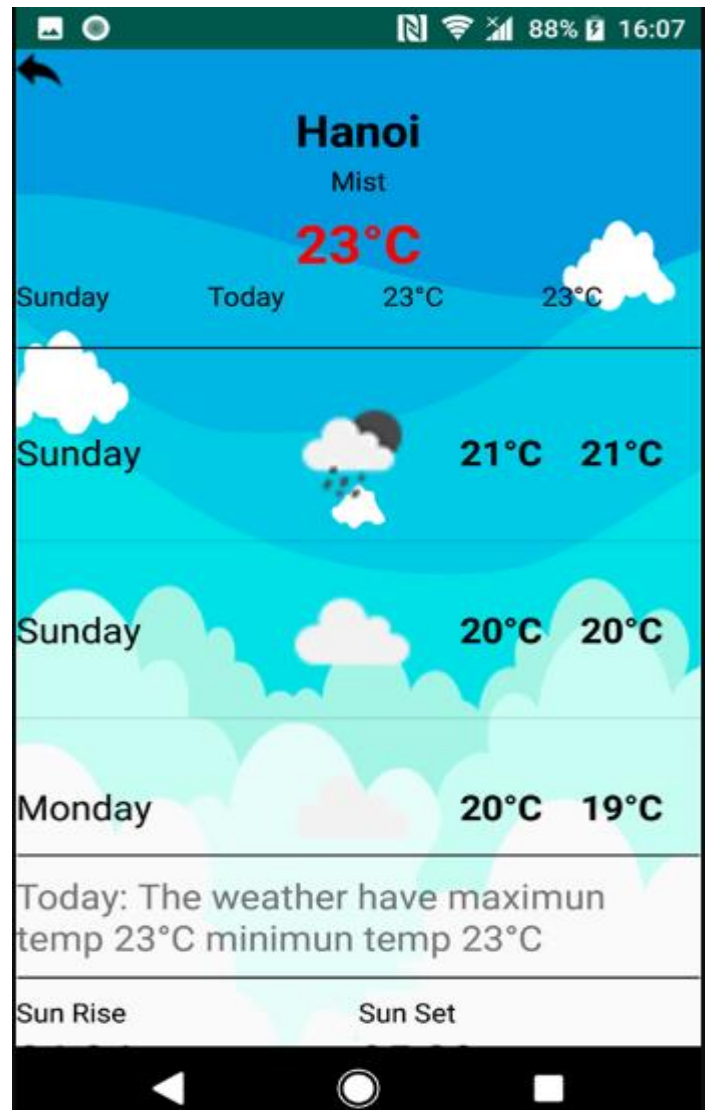 88% 16:07
Hanoi
Mist
23°C
Sunday Today 23°C 23°C
Sunday 21°C 21°C
Sunday 20°C 20°C
Monday 20°C 19°C
Today: The weather have maximun
temp 23°C minimun temp 23°C
Sun Rise Sun Set